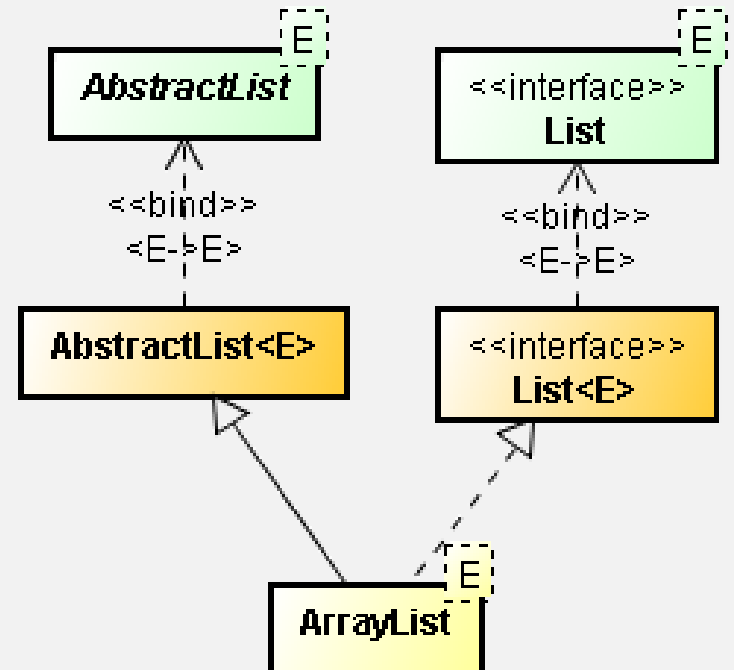 E
AbstractList
E
<<interface>>
List
<<bind>>
<E->E>
<<bind>>
<E->E>
AbstractList<E>
<<interface>>
List<E>
E
ArrayList